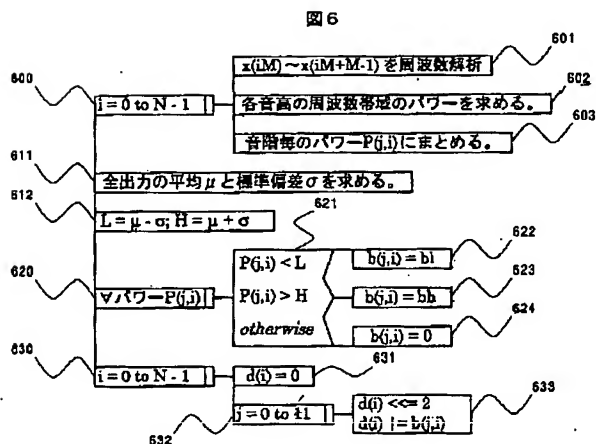 図6
x(iM)～x(iM+M-1)を周波数解析
601
600
i = 0 to N - 1
各音高の周波数帯域のパワーを求める。
602
音階毎のパワーP(j,i)にまとめる。
603
611
全出力の平均μと標準偏差σを求める。
612
L = μ - σ; H = μ + σ
621
P(j,i) < L
b(j,i) = bl
622
620
∀パワーP(j,i)
P(j,i) > H
b(j,i) = bh
623
otherwise
b(j,i) = 0
624
630
i = 0 to N - 1
d(i) = 0
631
632
j = 0 to 11
d(i) <<= 2
d(i) |= b(j,i)
633